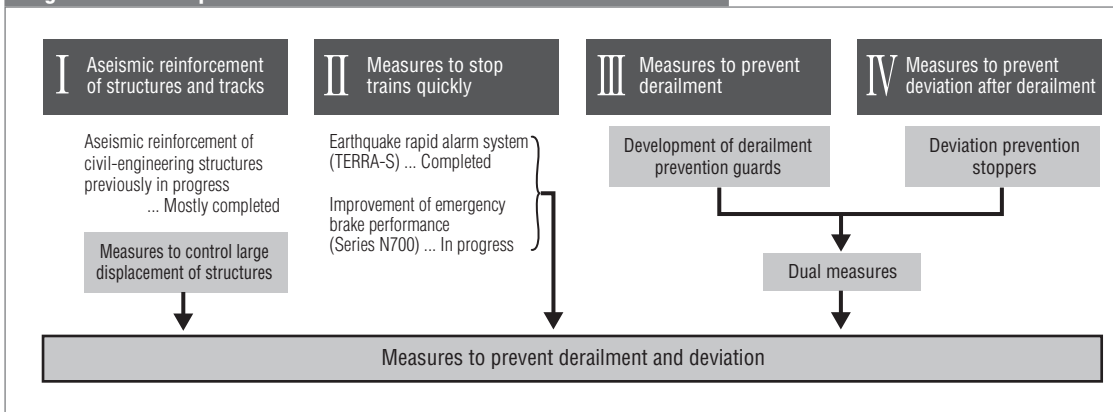 I
Aseismic reinforcement
of structures and tracks
Aseismic reinforcement of
civil-engineering structures
previously in progress
... Mostly completed
Measures to control large
displacement of structures
II
Measures to stop
trains quickly
Earthquake rapid alarm system
(TERRA-S) ... Completed
Improvement of emergency
brake performance
(Series N700) ... In progress
III
Measures to prevent
derailment
Development of derailment
prevention guards
IV
Measures to prevent
deviation after derailment
Deviation prevention
stoppers
Dual measures
Measures to prevent derailment and deviation